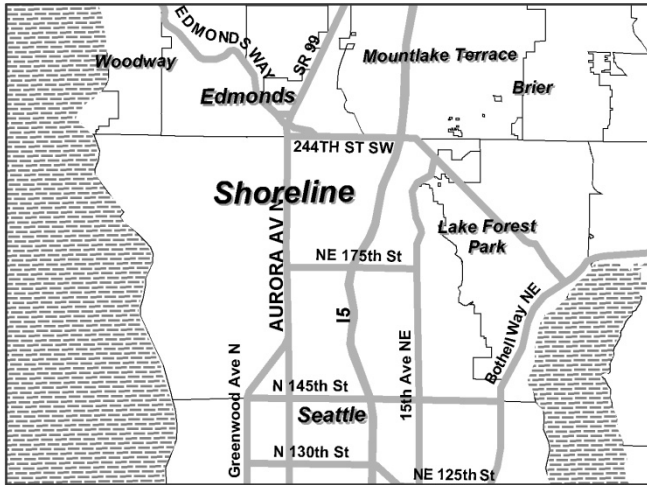 EDMONDS WAY
SR 99
Mountlake Terrace
Woodway
Brier
Edmonds
244TH ST SW
Shoreline
AURORA AV N
Lake Forest
Park
NE 175th St
I5
15th Ave NE
Bothell Way NE
Greenwood Ave N
N 145th St
Seattle
N 130th St
NE 125th St